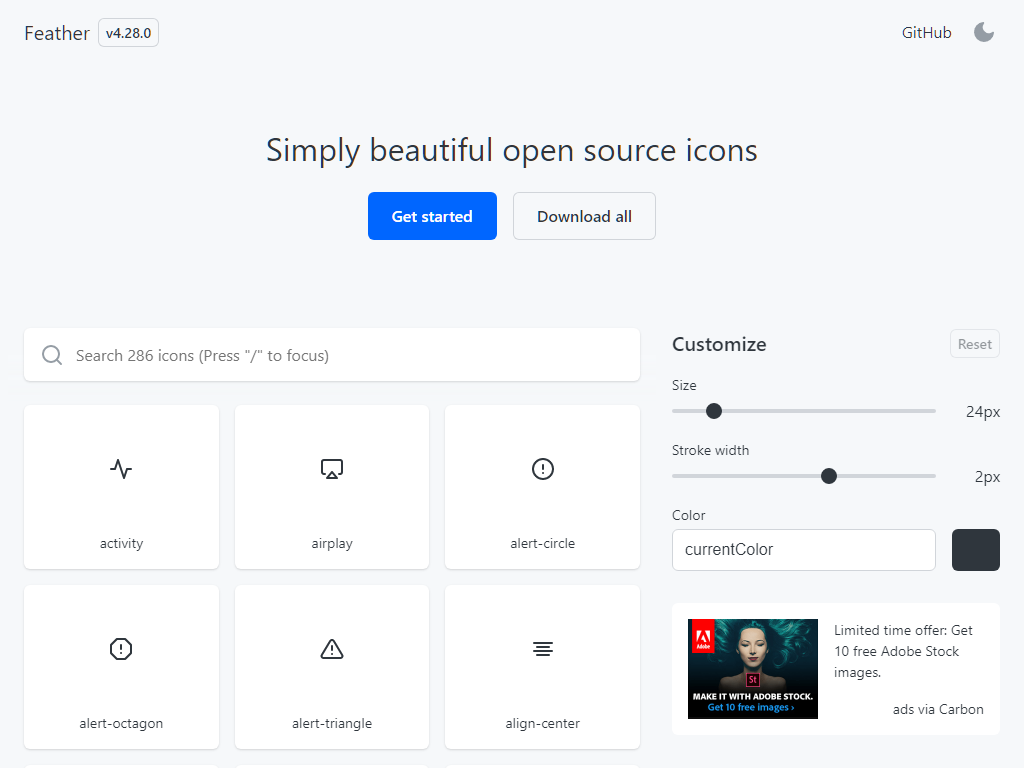 Feather
v4.28.0
GitHub
Simply beautiful open source icons
Get started
Download all
Search 286 icons (Press "/" to focus)
Customize
Reset
Size
24px
Stroke width
2px
Color
currentColor
activity
airplay
alert-circle
alert-octagon
alert-triangle
align-center
Adobe
St
MAKE IT WITH ADOBE STOCK.
Get 10 free images ›
Limited time offer: Get
10 free Adobe Stock
images.
ads via Carbon